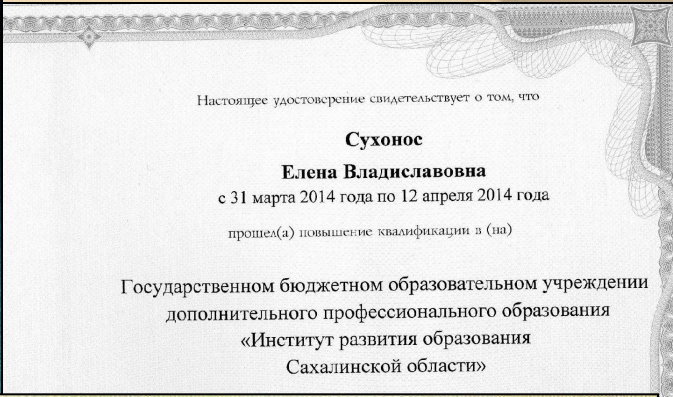 Настоящее удостоверение свидетельствует о том, что
Сухонос
Елена Владиславовна
с 31 марта 2014 года по 12 апреля 2014 года
прошел(а) повышение квалификации в (на)
Государственном бюджетном образовательном учреждении
дополнительного профессионального образования
«Институт развития образования
Сахалинской области»